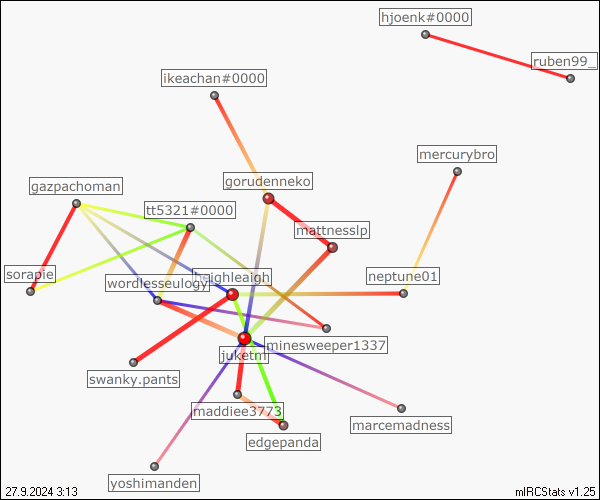 hjoenk#0000
ruben99_
ikeachan#0000
mercurybro
gorudenneko
gazpachoman
tt5321#0000
mattnesslp
sorapie
wordlesseulogy
heighleaigh
neptune01
juketm
minesweeper1337
swanky.pants
maddiee3773
marcemadness
edgepanda
yoshimanden
27.9.2024 3:13
mIRCStats v1.25